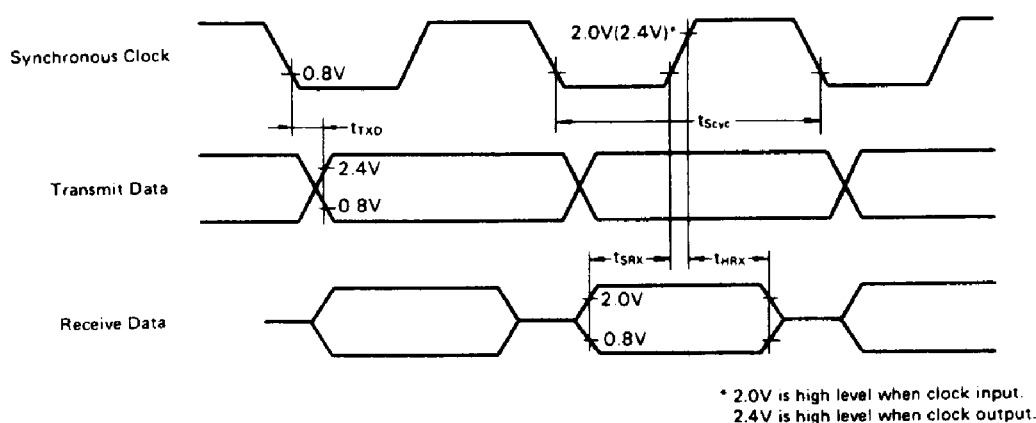 Synchronous Clock
2.0V(2.4V)*
0.8V
tScyc
tTXD
Transmit Data
2.4V
0.8V
tSRX
tHRX
Receive Data
2.0V
0.8V
* 2.0V is high level when clock input.
2.4V is high level when clock output.